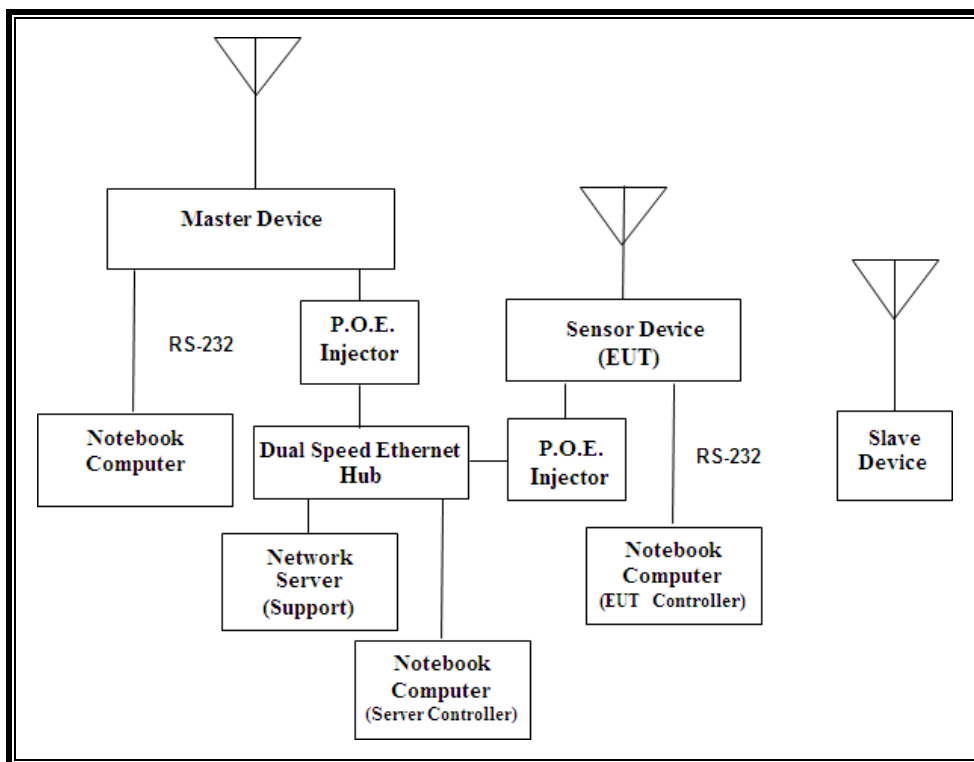 Master Device
RS-232
P.O.E.
Injector
Sensor Device
(EUT)
Notebook
Computer
Dual Speed Ethernet
Hub
P.O.E.
Injector
RS-232
Slave
Device
Network
Server
(Support)
Notebook
Computer
(EUT Controller)
Notebook
Computer
(Server Controller)